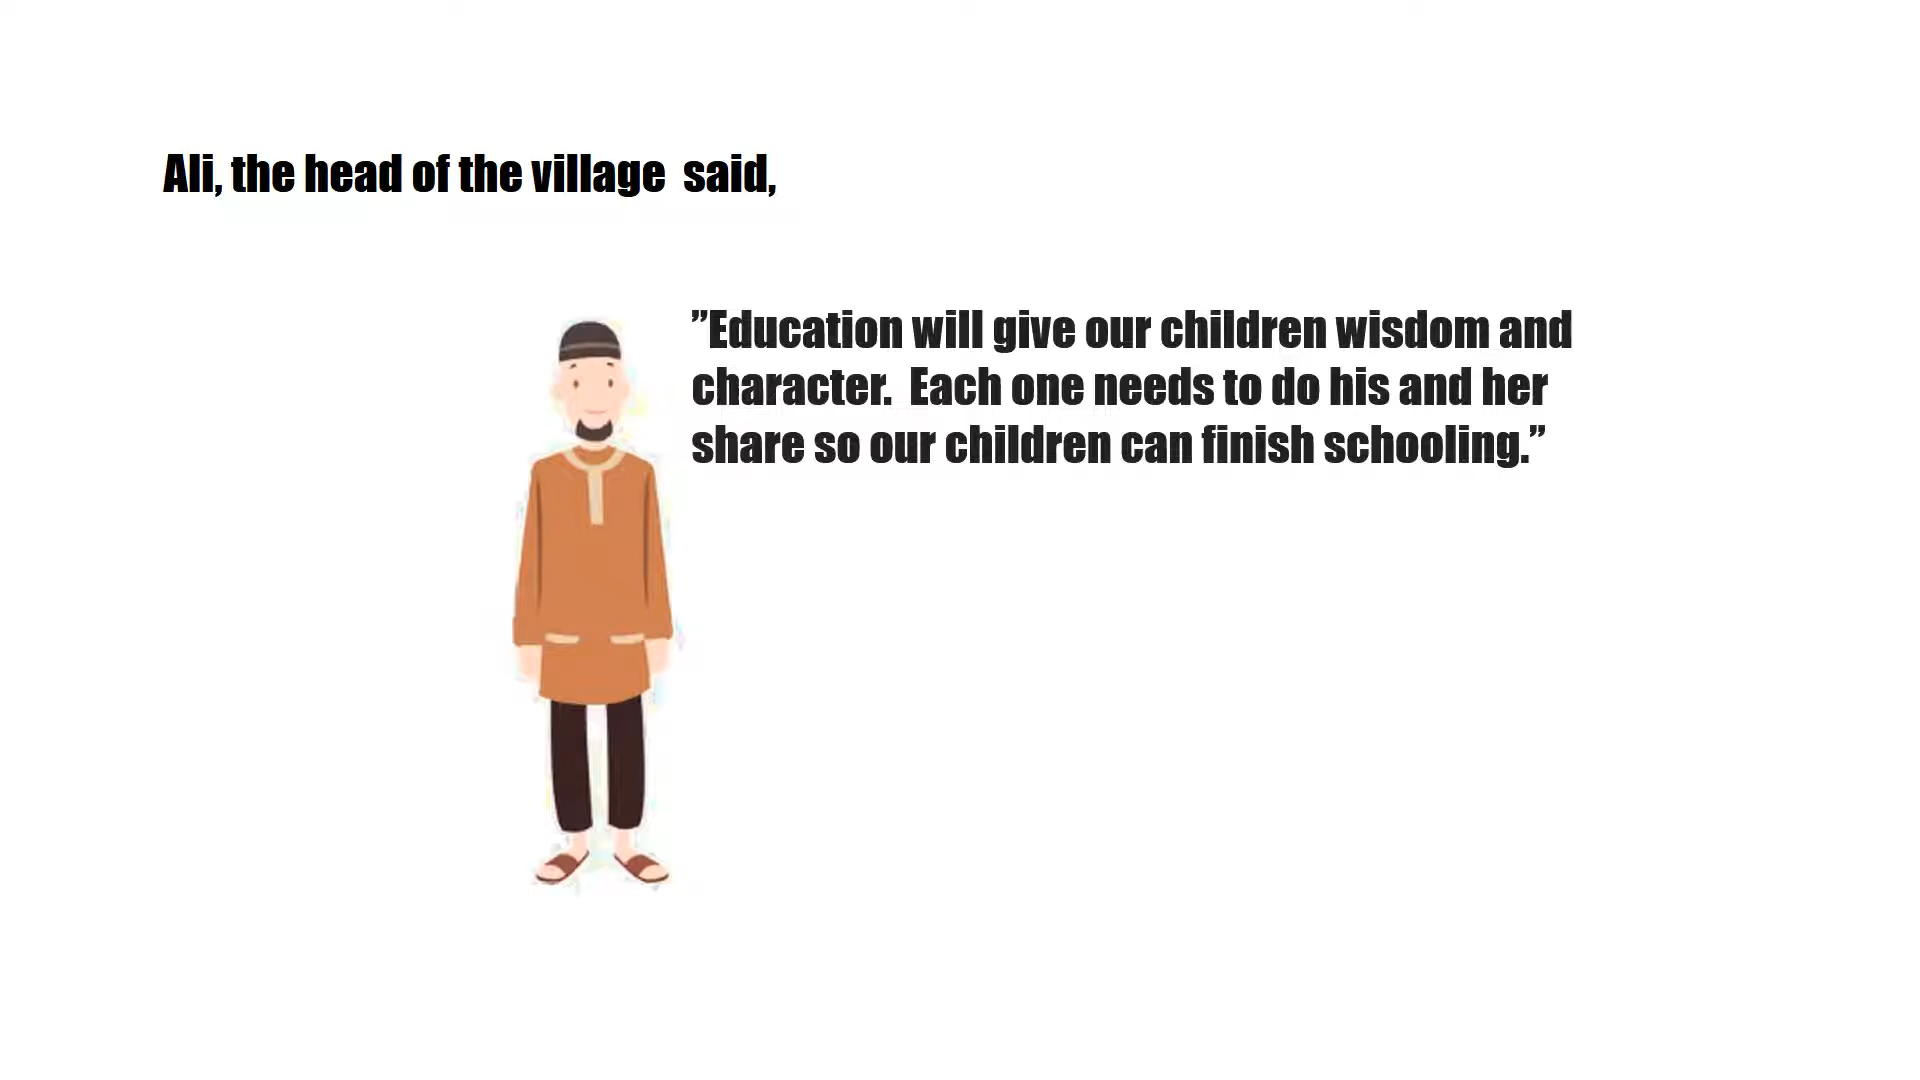 Ali, the head of the village  said,
”Education will give our children wisdom and
character.  Each one needs to do his and her
share so our children can finish schooling.”